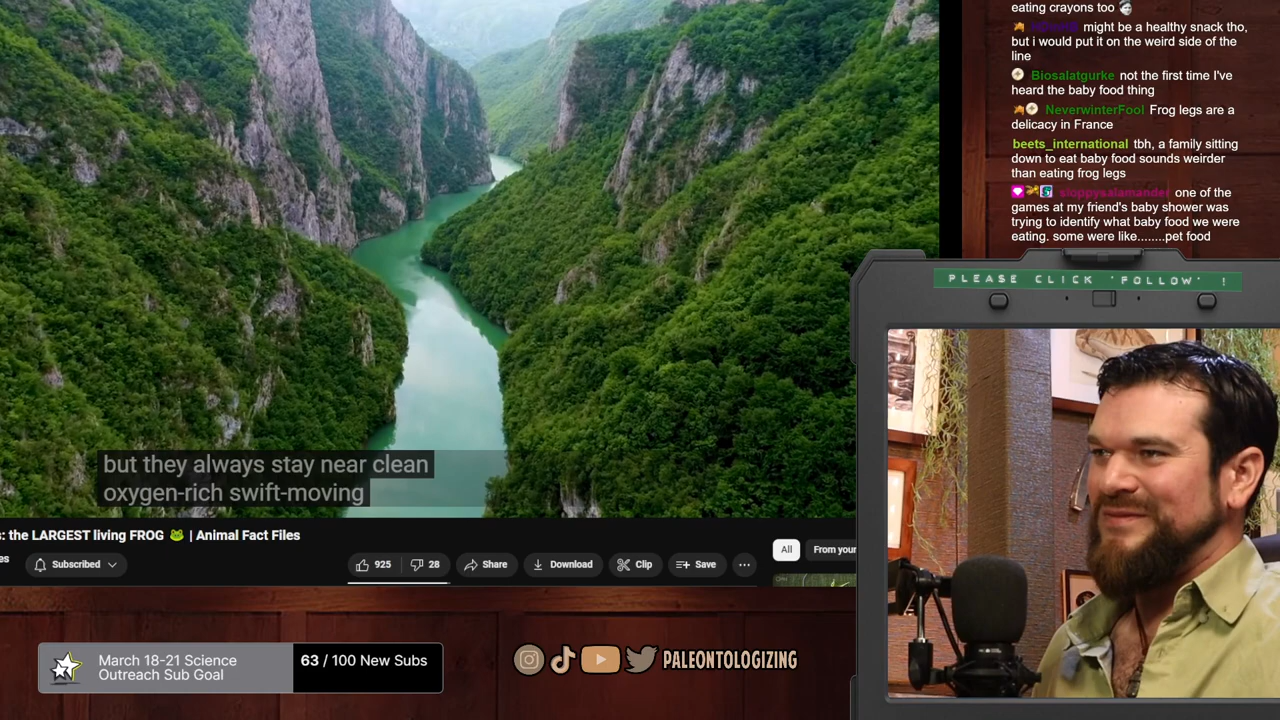 eating crayons too
might be a healthy snack tho,
but i would put it on the weird side of the
line
Biosalatgurke not the first time I've
heard the baby food thing
NeverwinterFool Frog legs are a
delicacy in France
beets_international tbh, a family sitting
down to eat baby food sounds weirder
than eating frog legs
sloppysalamander one of the
games at my friend's baby shower was
trying to identify what baby food we were
eating. some were like........pet food
PLEASE CLICK 'FOLLOW' !
but they always stay near clean
oxygen-rich swift-moving
: the LARGEST living FROG 🐸 | Animal Fact Files
es
Subscribed
925
28
Share
Download
Clip
Save
All
From your
March 18-21 Science
Outreach Sub Goal
63 / 100 New Subs
PALEONTOLOGIZING